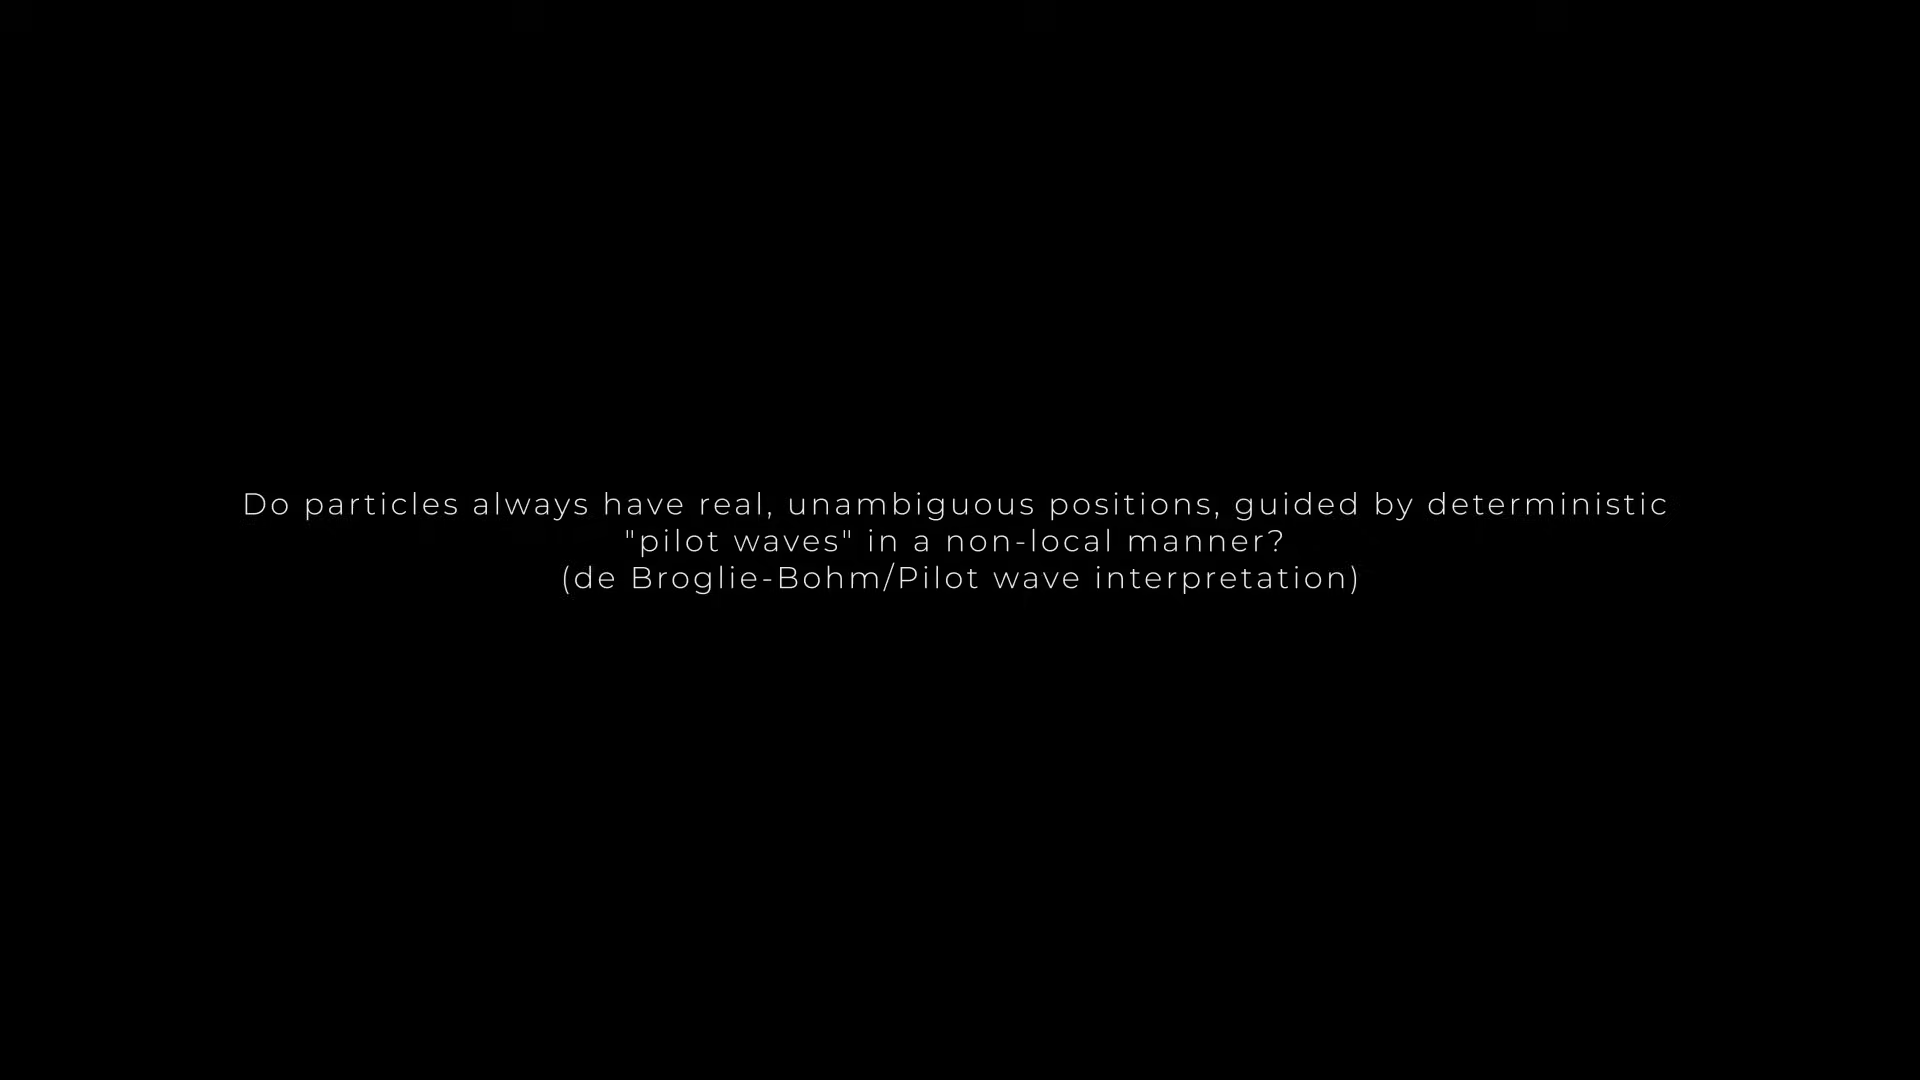 Do particles always have real, unambiguous positions, guided by deterministic
"pilot waves" in a non-local manner?
(de Broglie-Bohm/Pilot wave interpretation)